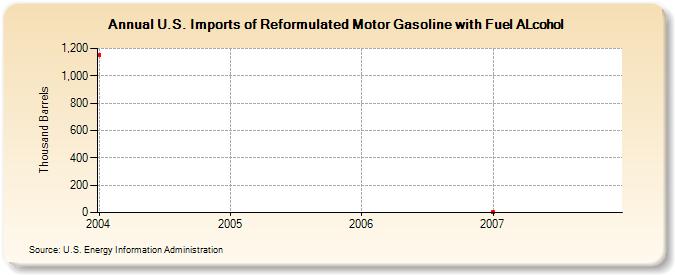 Annual U.S. Imports of Reformulated Motor Gasoline with Fuel ALcohol
Thousand Barrels
1,200
1,000
800
600
400
200
0
2004 2005 2006 2007
Source: U.S. Energy Information Administration